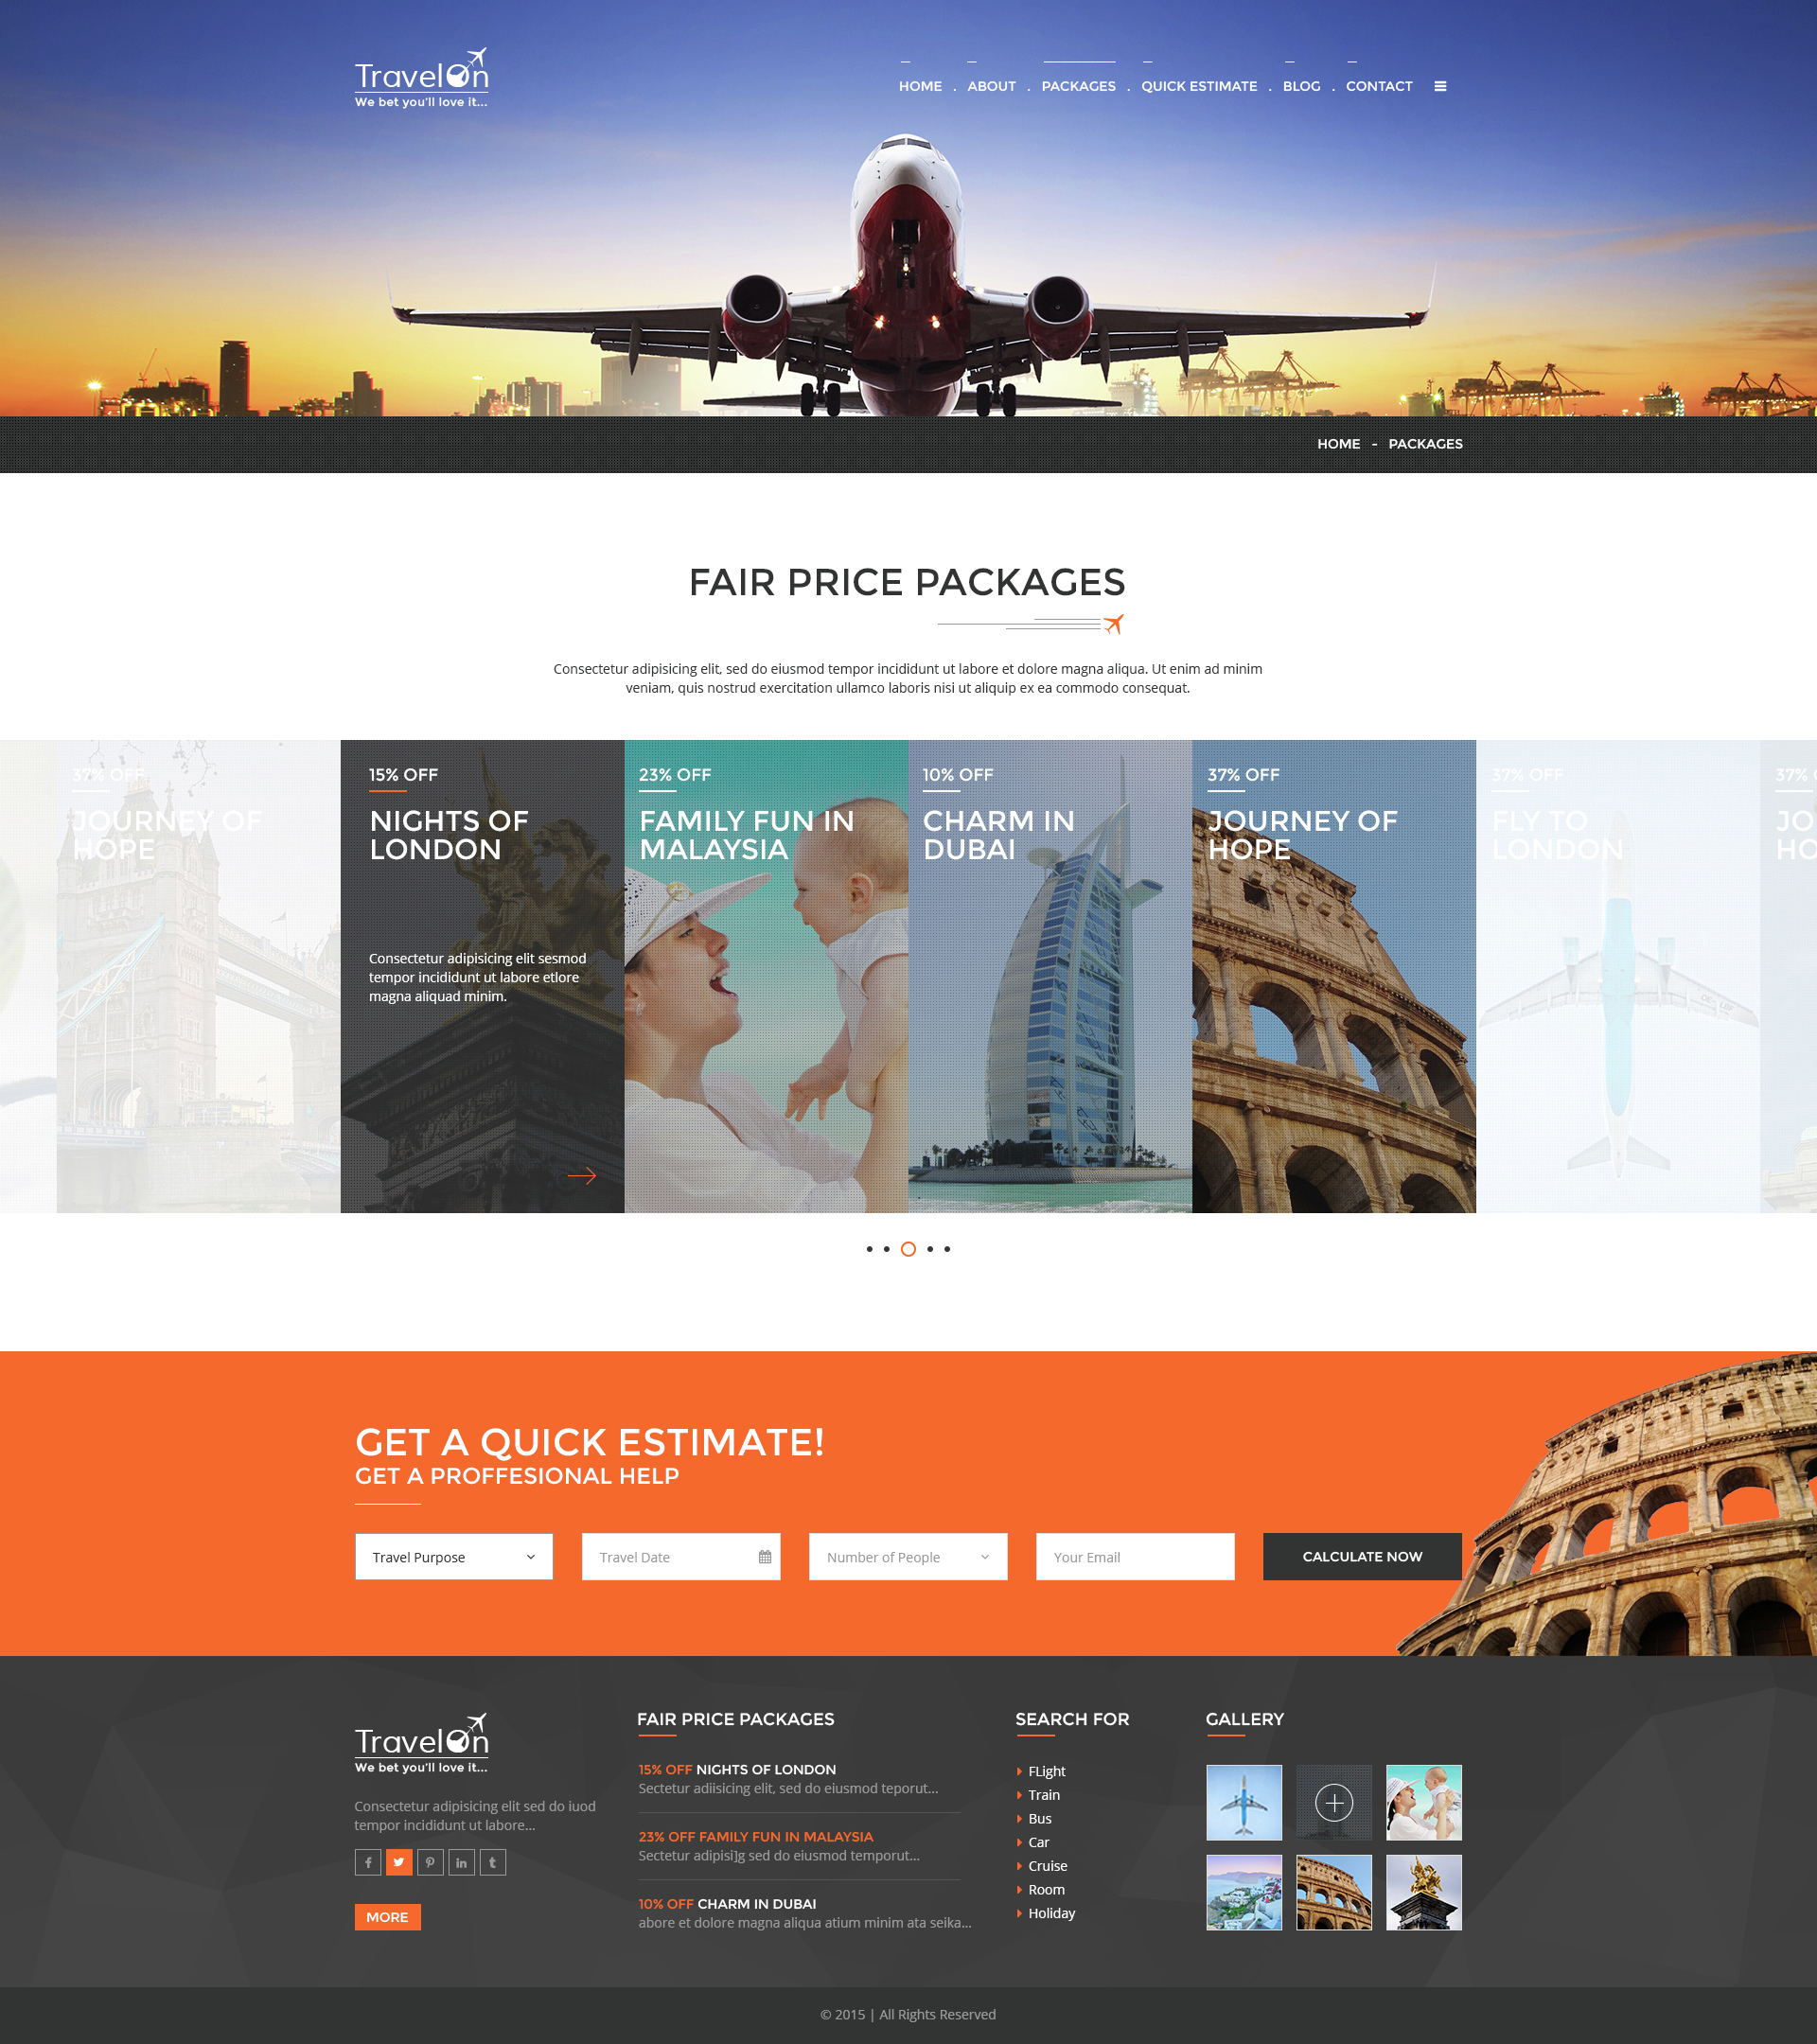 TravelOn
We bet you'll love it...
HOME . ABOUT . PACKAGES . QUICK ESTIMATE . BLOG . CONTACT
HOME - PACKAGES
FAIR PRICE PACKAGES
Consectetur adipisicing elit, sed do eiusmod tempor incididunt ut labore et dolore magna aliqua. Ut enim ad minim
veniam, quis nostrud exercitation ullamco laboris nisi ut aliquip ex ea commodo consequat.
37% OFF
JOURNEY OF
HOPE
15% OFF
NIGHTS OF
LONDON
Consectetur adipisicing elit sesmod
tempor incididunt ut labore etlore
magna aliquad minim.
23% OFF
FAMILY FUN IN
MALAYSIA
10% OFF
CHARM IN
DUBAI
37% OFF
JOURNEY OF
HOPE
37% OFF
FLY TO
LONDON
37% O
JO
HO
GET A QUICK ESTIMATE!
GET A PROFFESIONAL HELP
Travel Purpose
Travel Date
Number of People
Your Email
CALCULATE NOW
TravelOn
We bet you'll love it...
Consectetur adipisicing elit sed do iuod
tempor incididunt ut labore...
MORE
FAIR PRICE PACKAGES
15% OFF NIGHTS OF LONDON
Sectetur adiisicing elit, sed do eiusmod teporut...
23% OFF FAMILY FUN IN MALAYSIA
Sectetur adipisi]g sed do eiusmod temporut...
10% OFF CHARM IN DUBAI
abore et dolore magna aliqua atium minim ata seika...
SEARCH FOR
FLight
Train
Bus
Car
Cruise
Room
Holiday
GALLERY
© 2015 | All Rights Reserved